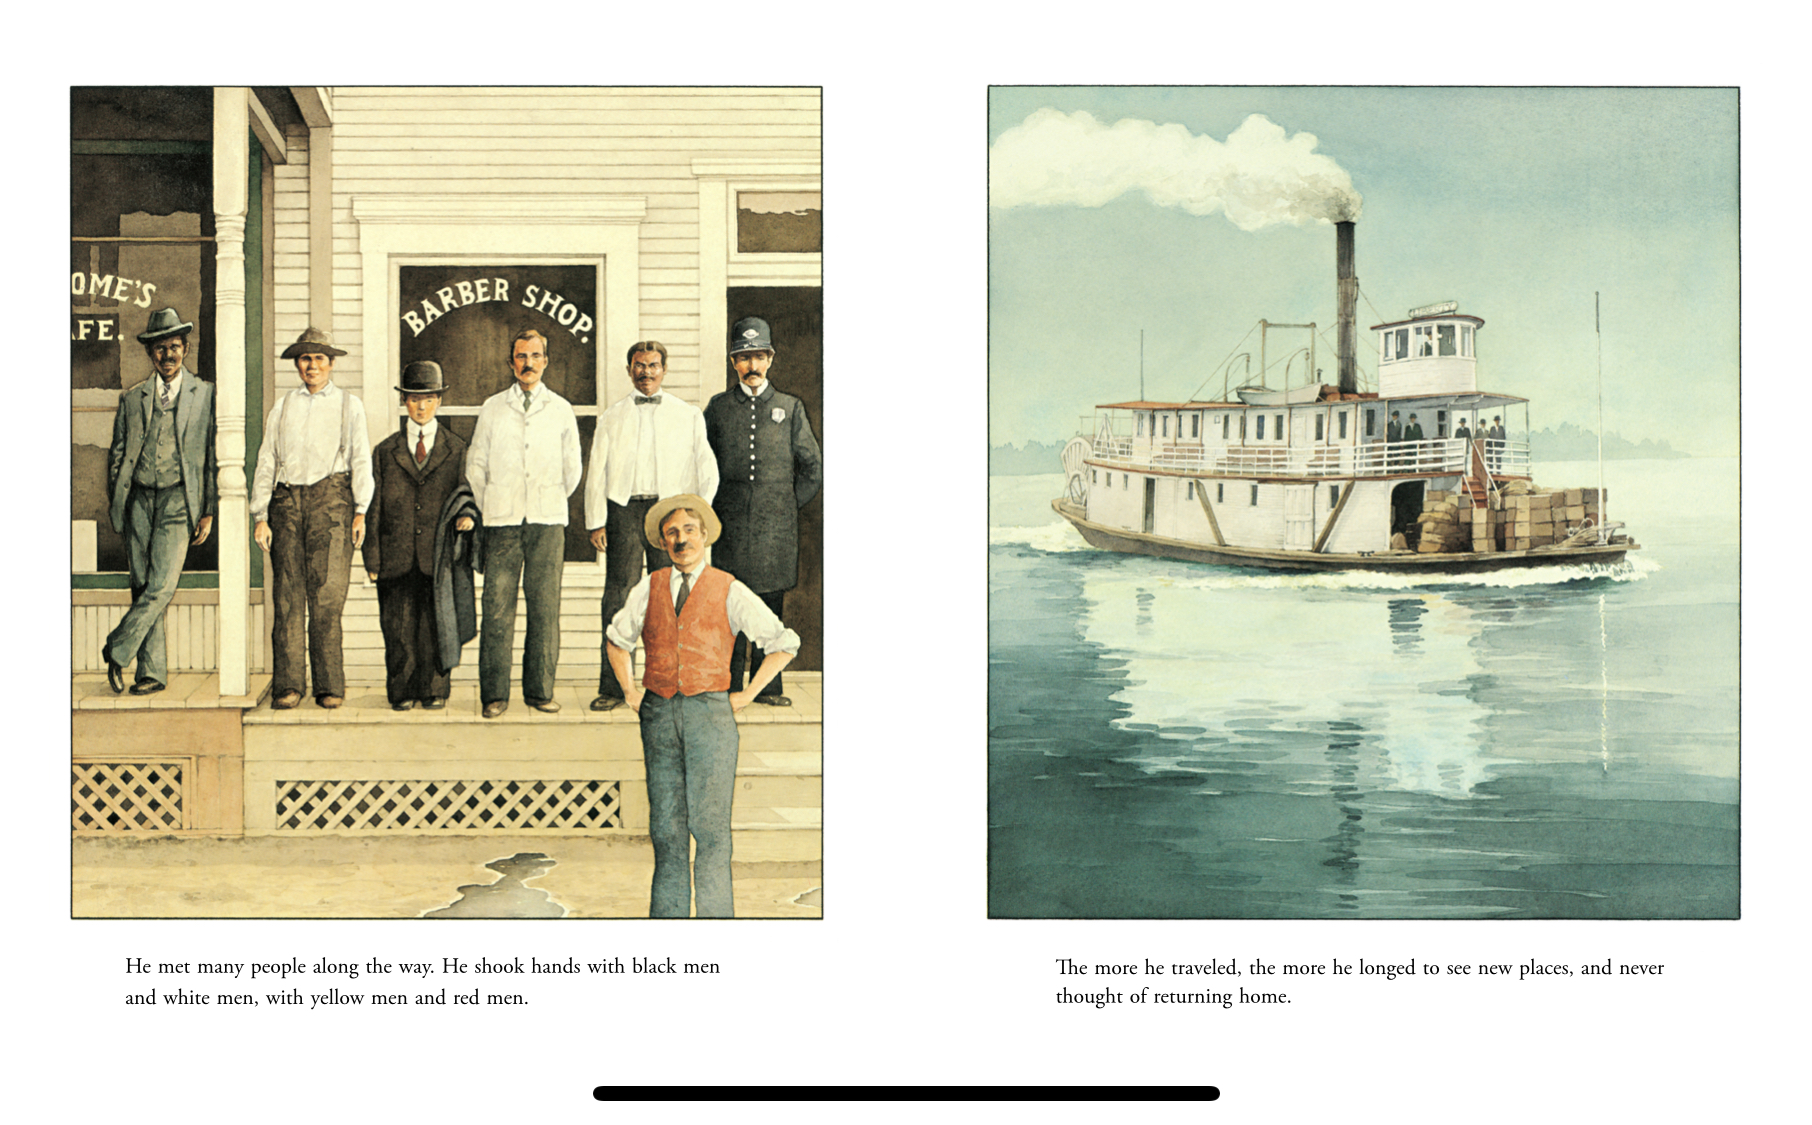 OME'S
AFE.
BARBER SHOP.
He met many people along the way. He shook hands with black men
and white men, with yellow men and red men.
The more he traveled, the more he longed to see new places, and never
thought of returning home.